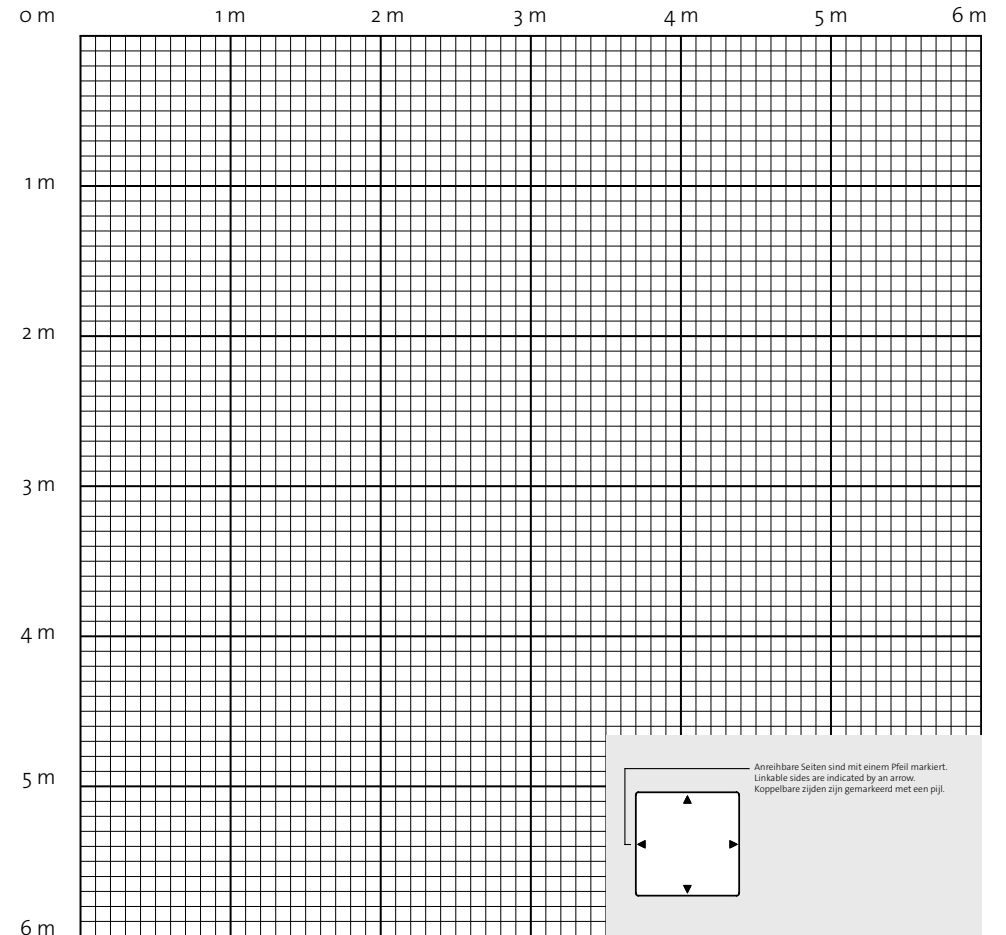 0 m 1 m 2 m 3 m 4 m 5 m 6 m
1 m
2 m
3 m
4 m
5 m
6 m
Anreihbare Seiten sind mit einem Pfeil markiert.
Linkable sides are indicated by an arrow.
Koppelbare zijden zijn gemarkeerd met een pijl.